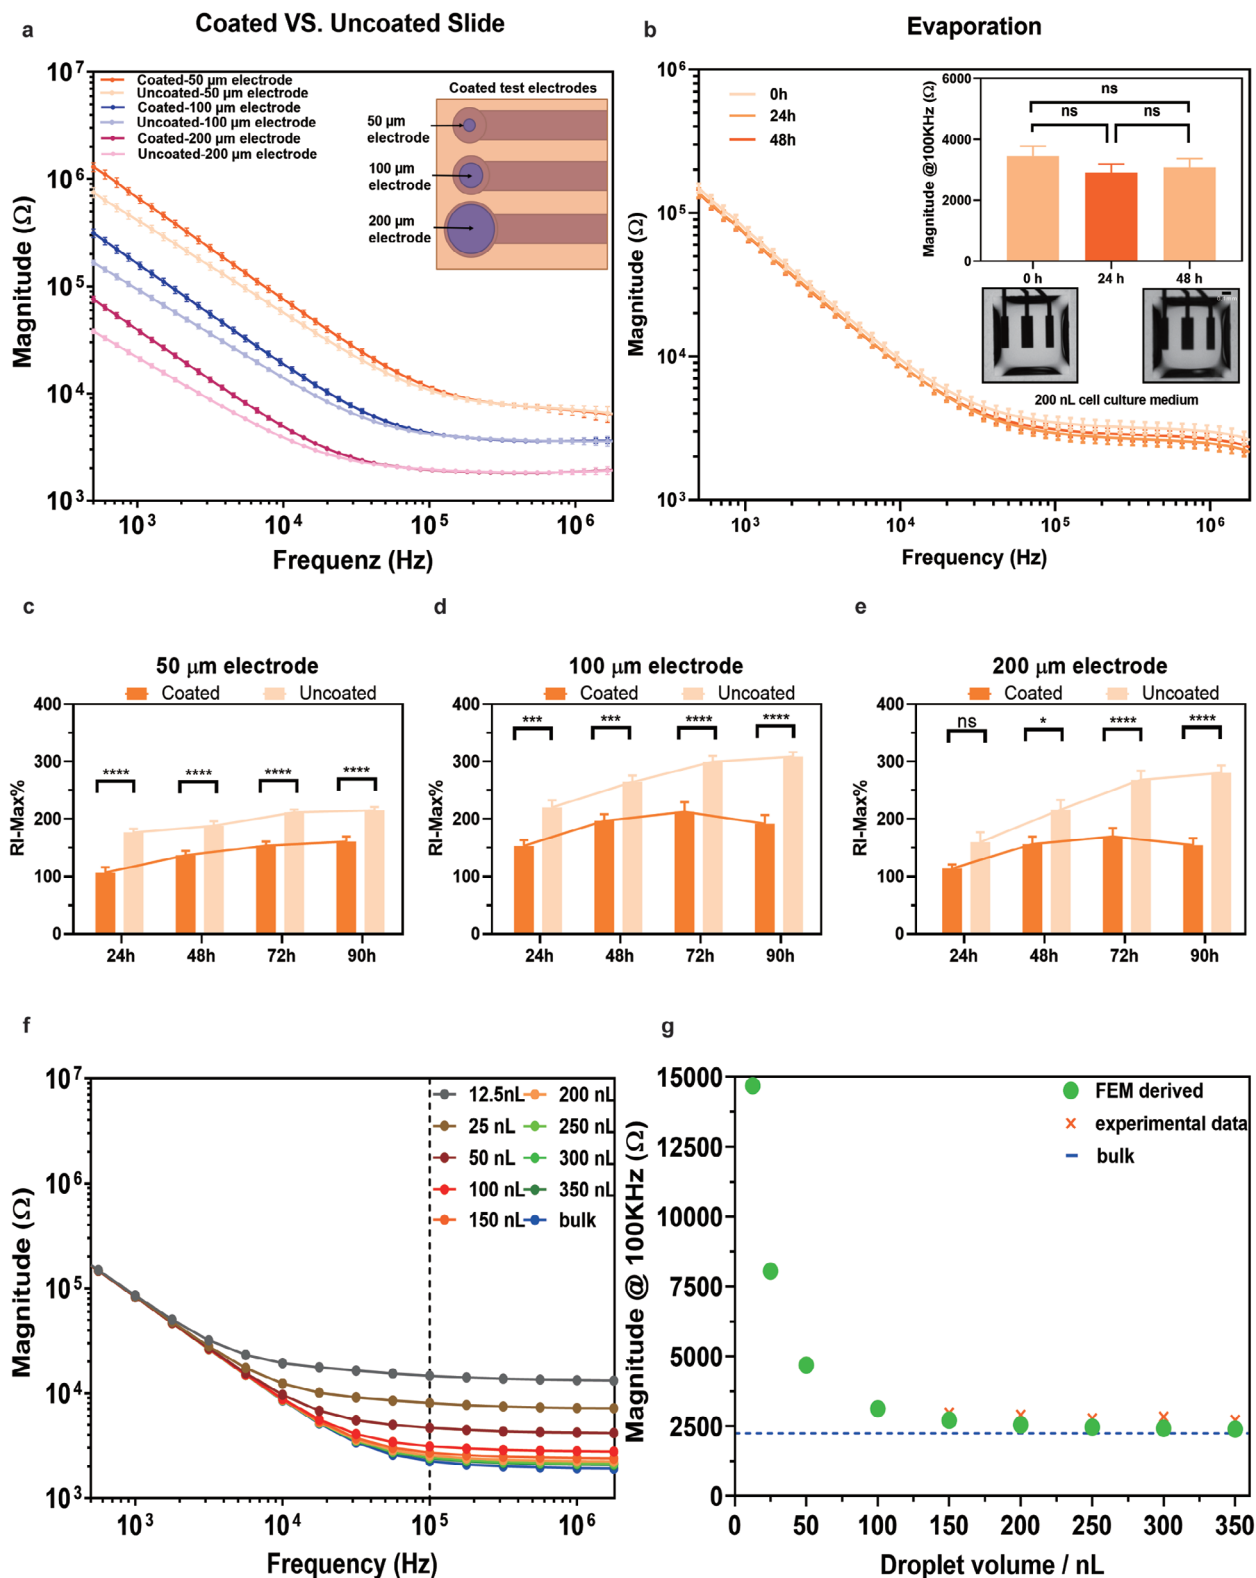 a
Coated VS. Uncoated Slide
Magnitude (Ω)
10⁷
10⁶
10⁵
10⁴
10³
Coated-50 µm electrode
Uncoated-50 µm electrode
Coated-100 µm electrode
Uncoated-100 µm electrode
Coated-200 µm electrode
Uncoated-200 µm electrode
Coated test electrodes
50 µm
electrode
100 µm
electrode
200 µm
electrode
10³ 10⁴ 10⁵ 10⁶
Frequenz (Hz)
b
Evaporation
Magnitude (Ω)
10⁶
10⁵
10⁴
10³
0h
24h
48h
Magnitude @100KHz (Ω)
6000
4000
2000
0
ns
ns ns
0 h 24 h 48 h
200 nL cell culture medium
10³ 10⁴ 10⁵ 10⁶
Frequency (Hz)
c
50 µm electrode
Coated Uncoated
RI-Max%
400
300
200
100
0
**** **** **** ****
24h 48h 72h 90h
d
100 µm electrode
Coated Uncoated
RI-Max%
400
300
200
100
0
*** *** **** ****
24h 48h 72h 90h
e
200 µm electrode
Coated Uncoated
RI-Max%
400
300
200
100
0
ns * **** ****
24h 48h 72h 90h
f
Magnitude (Ω)
10⁷
10⁶
10⁵
10⁴
10³
12.5nL 200 nL
25 nL 250 nL
50 nL 300 nL
100 nL 350 nL
150 nL bulk
10³ 10⁴ 10⁵ 10⁶
Frequency (Hz)
g
Magnitude @ 100KHz (Ω)
15000
12500
10000
7500
5000
2500
0
FEM derived
experimental data
bulk
0 50 100 150 200 250 300 350
Droplet volume / nL